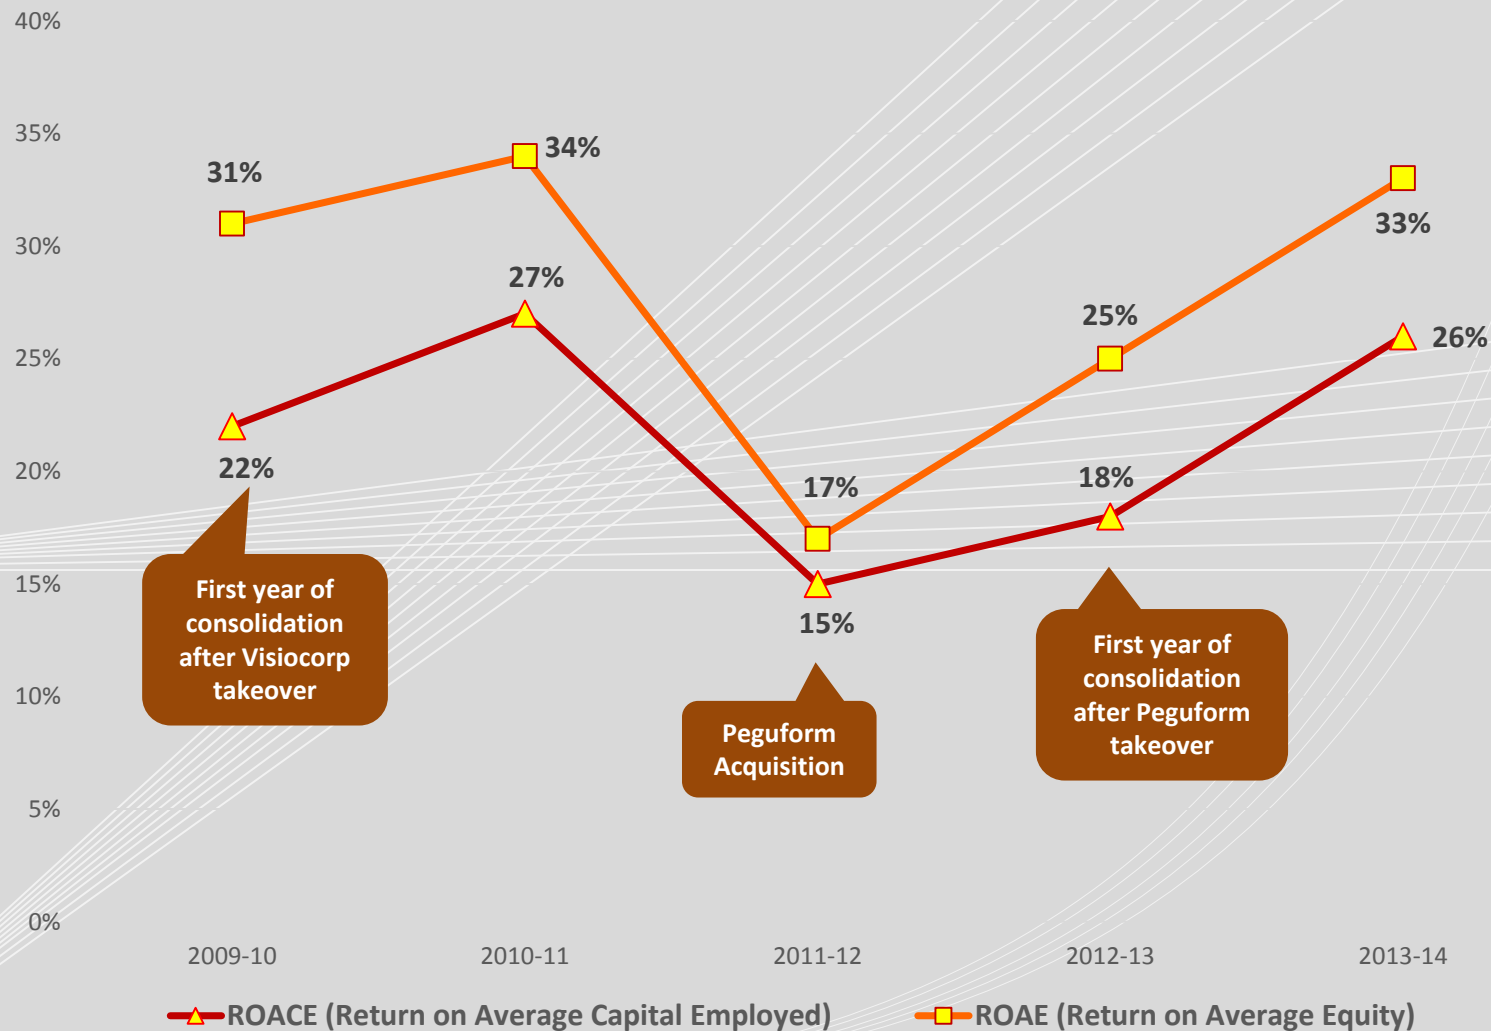 40%
35%
30%
25%
20%
15%
10%
5%
0%
31%
34%
17%
25%
33%
22%
27%
15%
18%
26%
First year of
consolidation
after Visiocorp
takeover
Peguform
Acquisition
First year of
consolidation
after Peguform
takeover
2009-10
2010-11
2011-12
2012-13
2013-14
ROACE (Return on Average Capital Employed)
ROAE (Return on Average Equity)